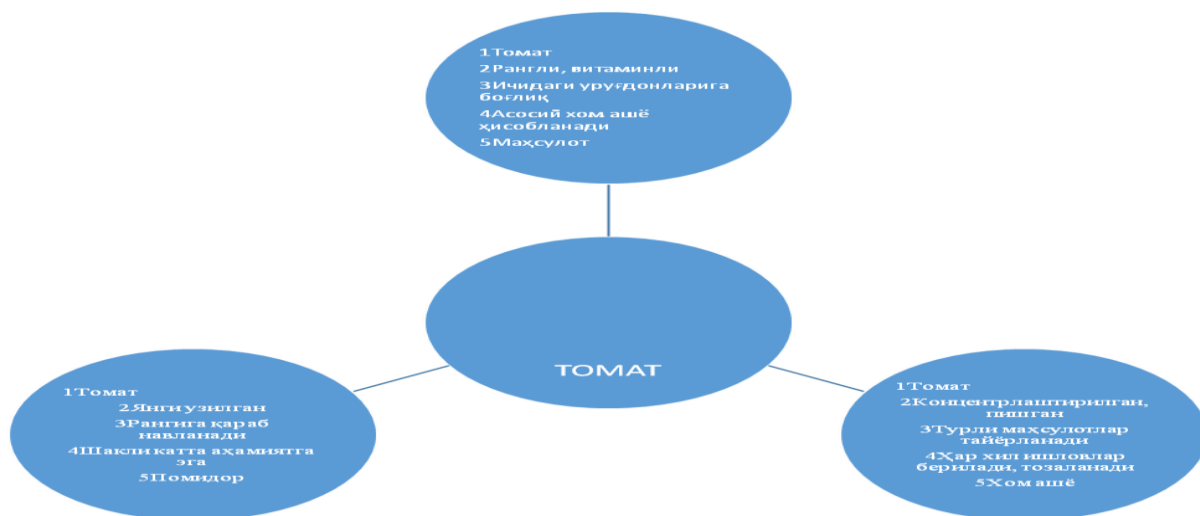 1Томат
2Рангли, витаминли
3Ичидаги уруғдонларига
боғлиқ
4Асосий хом ашё
ҳисобланади
5Маҳсулот
ТОМАТ
1Томат
2Янги узилган
3Рангига қараб
навланади
4Шакли катта аҳамиятга
эга
5Помидор
1Томат
2Концентрлаштирилган,
пишган
3Турли маҳсулотлар
тайёрланади
4Ҳар хил ишловлар
берилади, тозаланади
5Хом ашё